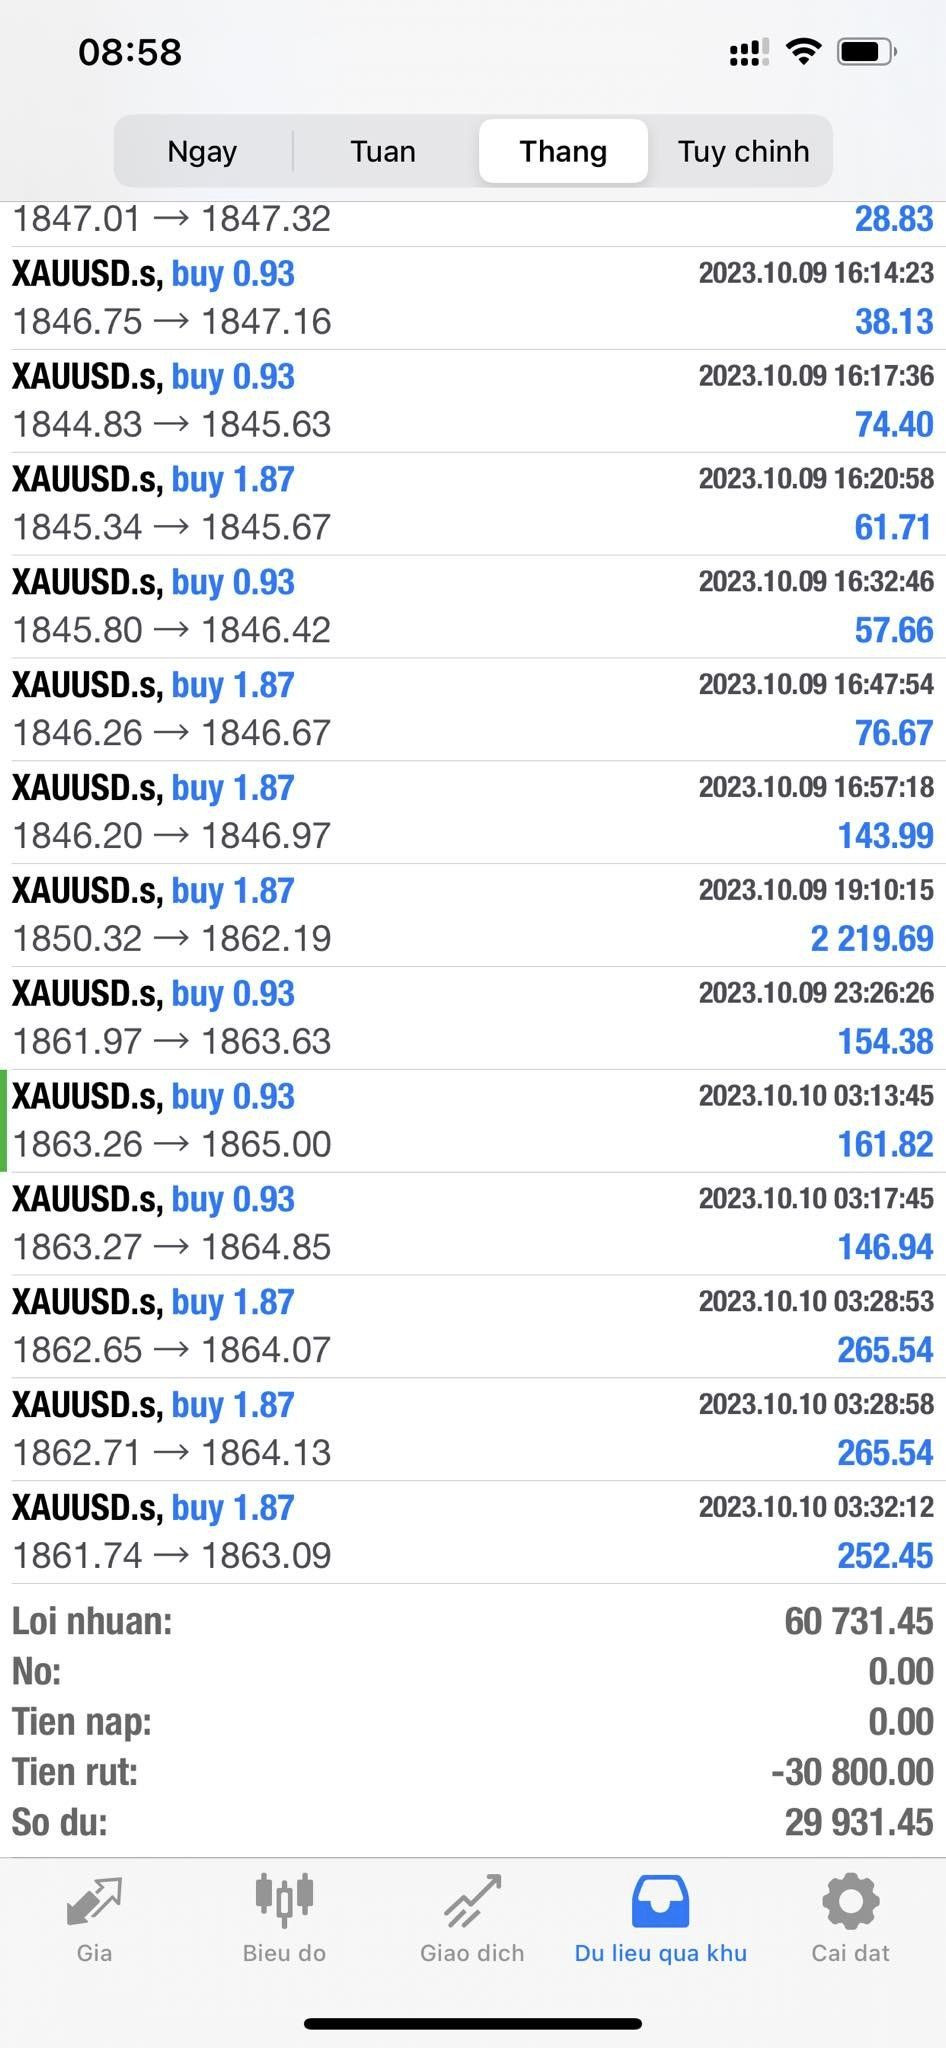 08:58
Ngay Tuan Thang Tuy chinh
1847.01 → 1847.32 28.83
XAUUSD.s, buy 0.93 2023.10.09 16:14:23
1846.75 → 1847.16 38.13
XAUUSD.s, buy 0.93 2023.10.09 16:17:36
1844.83 → 1845.63 74.40
XAUUSD.s, buy 1.87 2023.10.09 16:20:58
1845.34 → 1845.67 61.71
XAUUSD.s, buy 0.93 2023.10.09 16:32:46
1845.80 → 1846.42 57.66
XAUUSD.s, buy 1.87 2023.10.09 16:47:54
1846.26 → 1846.67 76.67
XAUUSD.s, buy 1.87 2023.10.09 16:57:18
1846.20 → 1846.97 143.99
XAUUSD.s, buy 1.87 2023.10.09 19:10:15
1850.32 → 1862.19 2 219.69
XAUUSD.s, buy 0.93 2023.10.09 23:26:26
1861.97 → 1863.63 154.38
XAUUSD.s, buy 0.93 2023.10.10 03:13:45
1863.26 → 1865.00 161.82
XAUUSD.s, buy 0.93 2023.10.10 03:17:45
1863.27 → 1864.85 146.94
XAUUSD.s, buy 1.87 2023.10.10 03:28:53
1862.65 → 1864.07 265.54
XAUUSD.s, buy 1.87 2023.10.10 03:28:58
1862.71 → 1864.13 265.54
XAUUSD.s, buy 1.87 2023.10.10 03:32:12
1861.74 → 1863.09 252.45
Loi nhuan: 60 731.45
No: 0.00
Tien nap: 0.00
Tien rut: -30 800.00
So du: 29 931.45
Gia Bieu do Giao dich Du lieu qua khu Cai dat